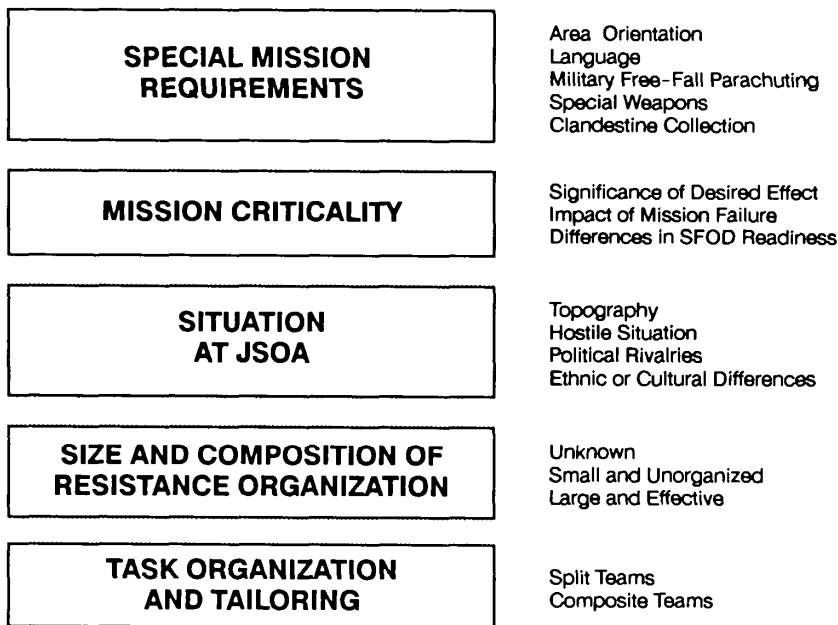 SPECIAL MISSION
REQUIREMENTS
Area Orientation
Language
Military Free-Fall Parachuting
Special Weapons
Clandestine Collection
MISSION CRITICALITY
Significance of Desired Effect
Impact of Mission Failure
Differences in SFOD Readiness
SITUATION
AT JSOA
Topography
Hostile Situation
Political Rivalries
Ethnic or Cultural Differences
SIZE AND COMPOSITION OF
RESISTANCE ORGANIZATION
Unknown
Small and Unorganized
Large and Effective
TASK ORGANIZATION
AND TAILORING
Split Teams
Composite Teams